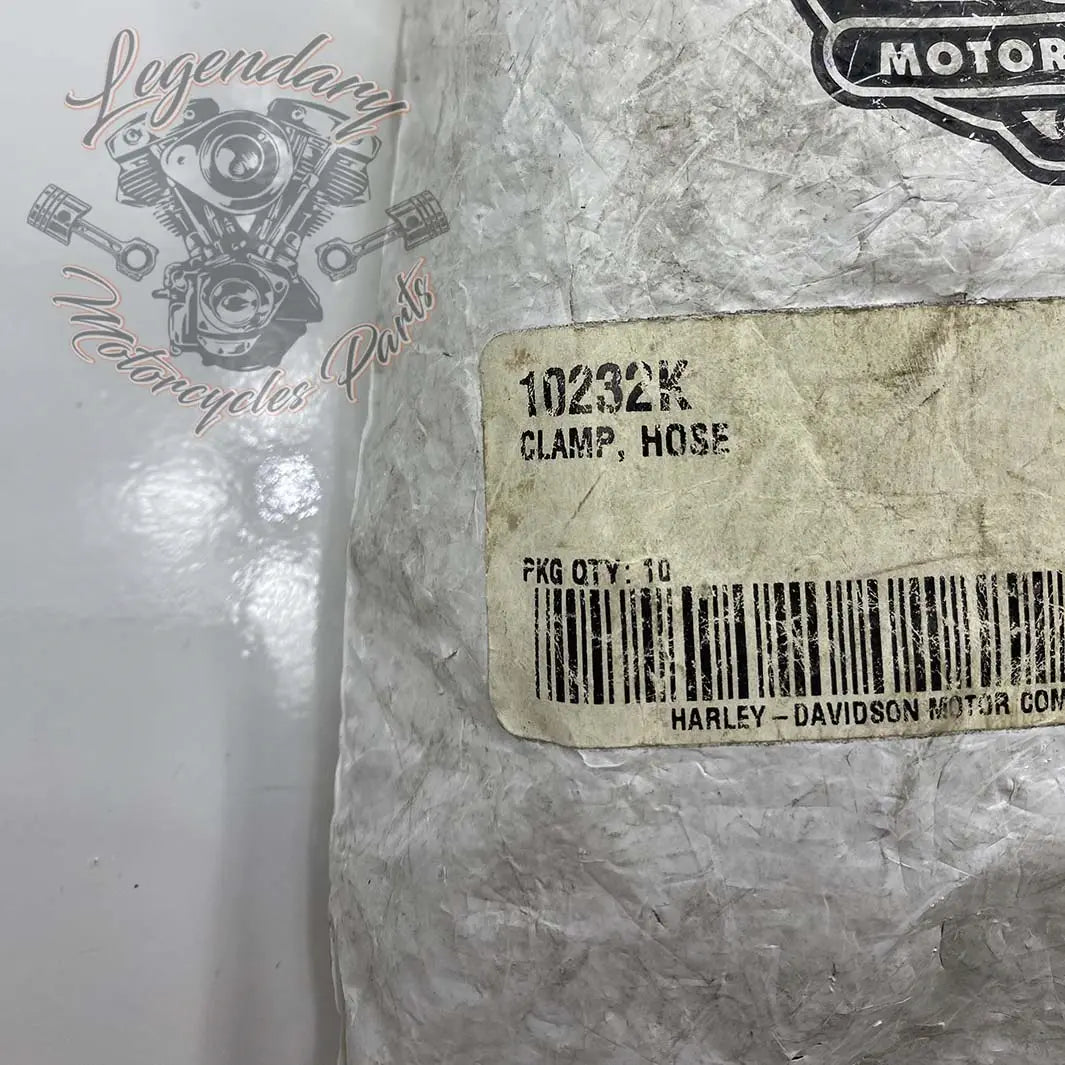 Legendary
Motorcycles Parts
MOTOR
10232K
CLAMP, HOSE
PKG QTY: 10
HARLEY-DAVIDSON MOTOR COM